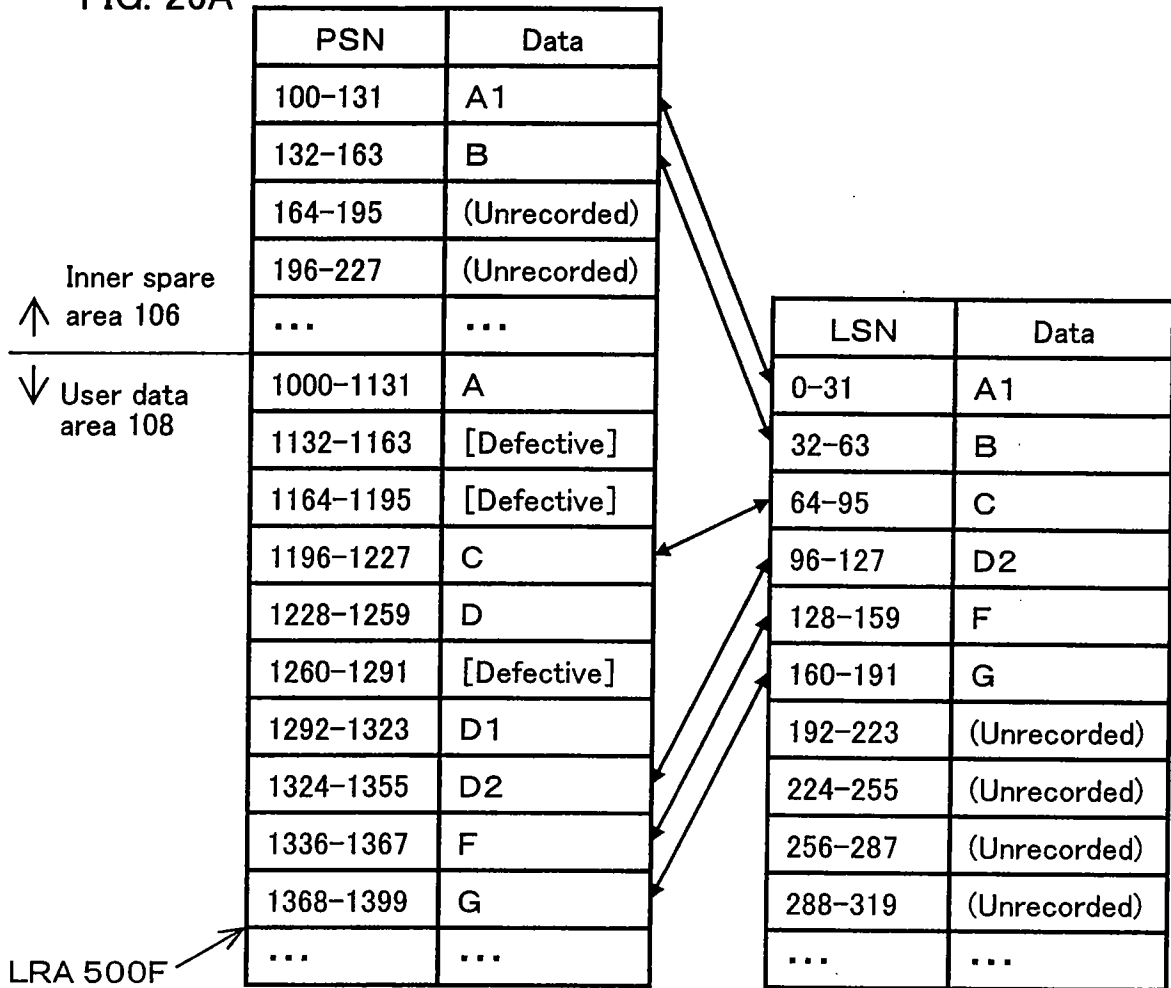 FIG. 20A
PSN Data
100-131 A1
132-163 B
164-195 (Unrecorded)
196-227 (Unrecorded)
... ...
1000-1131 A
1132-1163 [Defective]
1164-1195 [Defective]
1196-1227 C
1228-1259 D
1260-1291 [Defective]
1292-1323 D1
1324-1355 D2
1336-1367 F
1368-1399 G
... ...
Inner spare
↑ area 106
↓ User data
area 108
LRA 500F
LSN Data
0-31 A1
32-63 B
64-95 C
96-127 D2
128-159 F
160-191 G
192-223 (Unrecorded)
224-255 (Unrecorded)
256-287 (Unrecorded)
288-319 (Unrecorded)
... ...